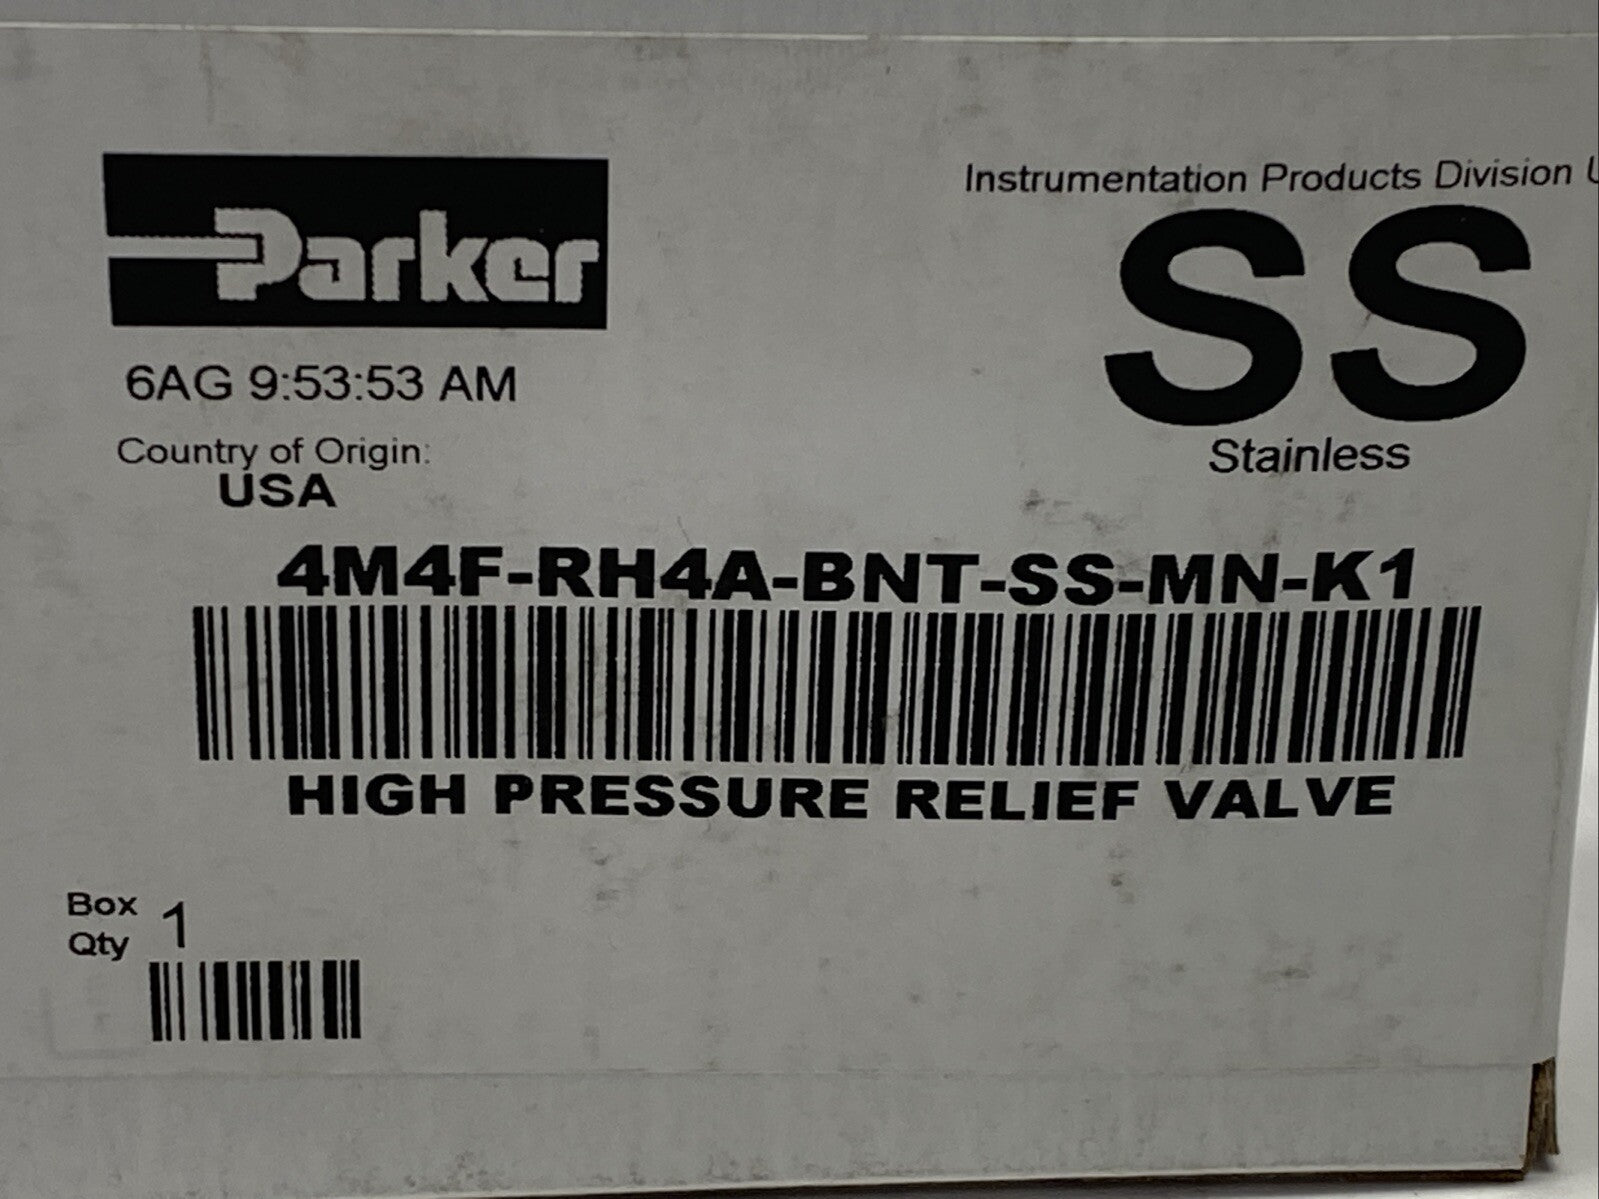 Parker
Instrumentation Products Division
SS
Stainless
6AG 9:53:53 AM
Country of Origin:
USA
4M4F-RH4A-BNT-SS-MN-K1
HIGH PRESSURE RELIEF VALVE
Box
Qty 1